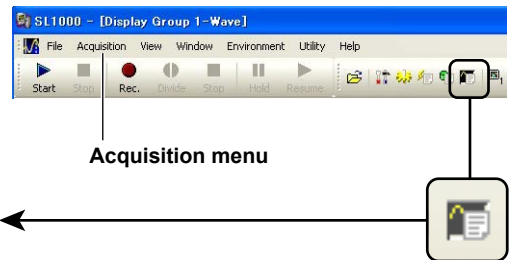 SL1000 - [Display Group 1-Wave]
File Acquisition View Window Environment Utility Help
Start Stop Rec. Divide Stop Hold Resume
Acquisition menu